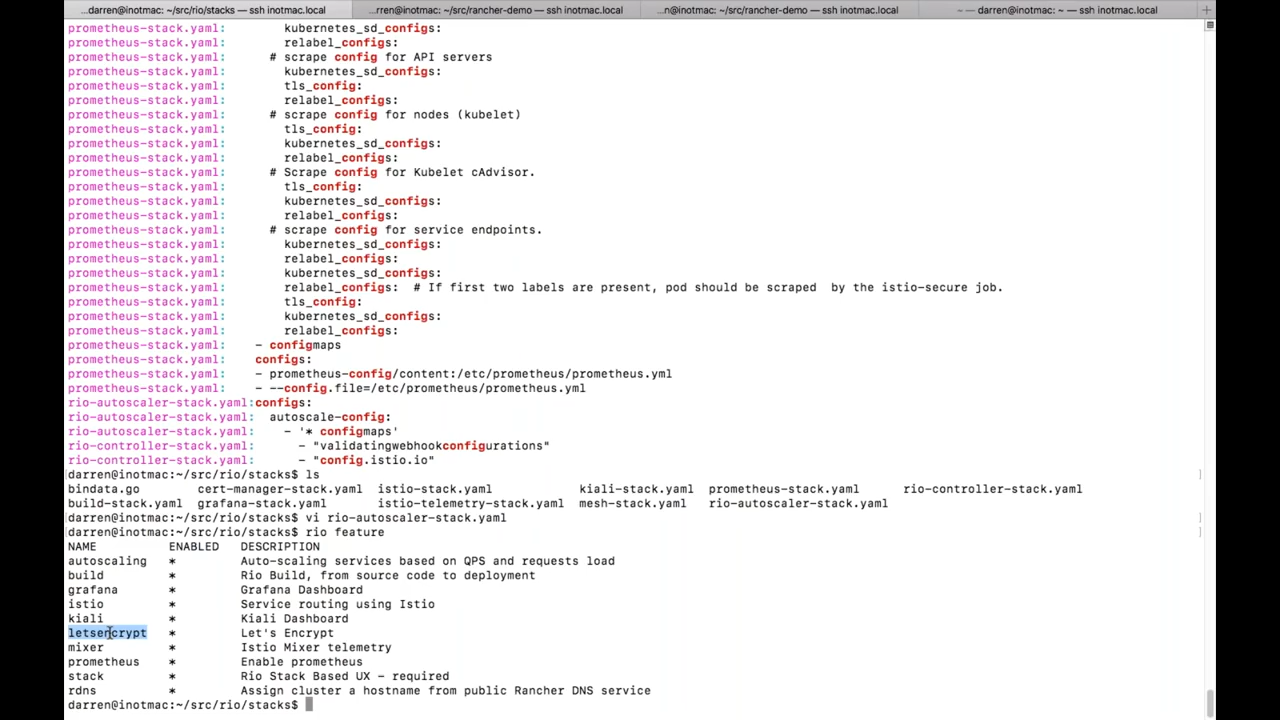 ...darren@inotmac: ~/src/rio/stacks — ssh inotmac.local
...rren@inotmac: ~/src/rancher-demo — ssh inotmac.local
...n@inotmac: ~/src/rancher-demo — ssh inotmac.local
~ — darren@inotmac: ~ — ssh inotmac.local
+
prometheus-stack.yaml:        kubernetes_sd_configs:
prometheus-stack.yaml:        relabel_configs:
prometheus-stack.yaml:      # scrape config for API servers
prometheus-stack.yaml:        kubernetes_sd_configs:
prometheus-stack.yaml:        tls_config:
prometheus-stack.yaml:        relabel_configs:
prometheus-stack.yaml:      # scrape config for nodes (kubelet)
prometheus-stack.yaml:        tls_config:
prometheus-stack.yaml:        kubernetes_sd_configs:
prometheus-stack.yaml:        relabel_configs:
prometheus-stack.yaml:      # Scrape config for Kubelet cAdvisor.
prometheus-stack.yaml:        tls_config:
prometheus-stack.yaml:        kubernetes_sd_configs:
prometheus-stack.yaml:        relabel_configs:
prometheus-stack.yaml:      # scrape config for service endpoints.
prometheus-stack.yaml:        kubernetes_sd_configs:
prometheus-stack.yaml:        relabel_configs:
prometheus-stack.yaml:        kubernetes_sd_configs:
prometheus-stack.yaml:        relabel_configs:  # If first two labels are present, pod should be scraped  by the istio-secure job.
prometheus-stack.yaml:        tls_config:
prometheus-stack.yaml:        kubernetes_sd_configs:
prometheus-stack.yaml:        relabel_configs:
prometheus-stack.yaml:    - configmaps
prometheus-stack.yaml:    configs:
prometheus-stack.yaml:    - prometheus-config/content:/etc/prometheus/prometheus.yml
prometheus-stack.yaml:    - --config.file=/etc/prometheus/prometheus.yml
rio-autoscaler-stack.yaml:configs:
rio-autoscaler-stack.yaml:  autoscale-config:
rio-autoscaler-stack.yaml:    - '* configmaps'
rio-controller-stack.yaml:      - "validatingwebhookconfigurations"
rio-controller-stack.yaml:      - "config.istio.io"
darren@inotmac:~/src/rio/stacks$ ls
bindata.go        cert-manager-stack.yaml  istio-stack.yaml            kiali-stack.yaml  prometheus-stack.yaml      rio-controller-stack.yaml
build-stack.yaml  grafana-stack.yaml       istio-telemetry-stack.yaml  mesh-stack.yaml   rio-autoscaler-stack.yaml
darren@inotmac:~/src/rio/stacks$ vi rio-autoscaler-stack.yaml
darren@inotmac:~/src/rio/stacks$ rio feature
NAME          ENABLED   DESCRIPTION
autoscaling   *         Auto-scaling services based on QPS and requests load
build         *         Rio Build, from source code to deployment
grafana       *         Grafana Dashboard
istio         *         Service routing using Istio
kiali         *         Kiali Dashboard
letsencrypt   *         Let's Encrypt
mixer         *         Istio Mixer telemetry
prometheus    *         Enable prometheus
stack         *         Rio Stack Based UX - required
rdns          *         Assign cluster a hostname from public Rancher DNS service
darren@inotmac:~/src/rio/stacks$